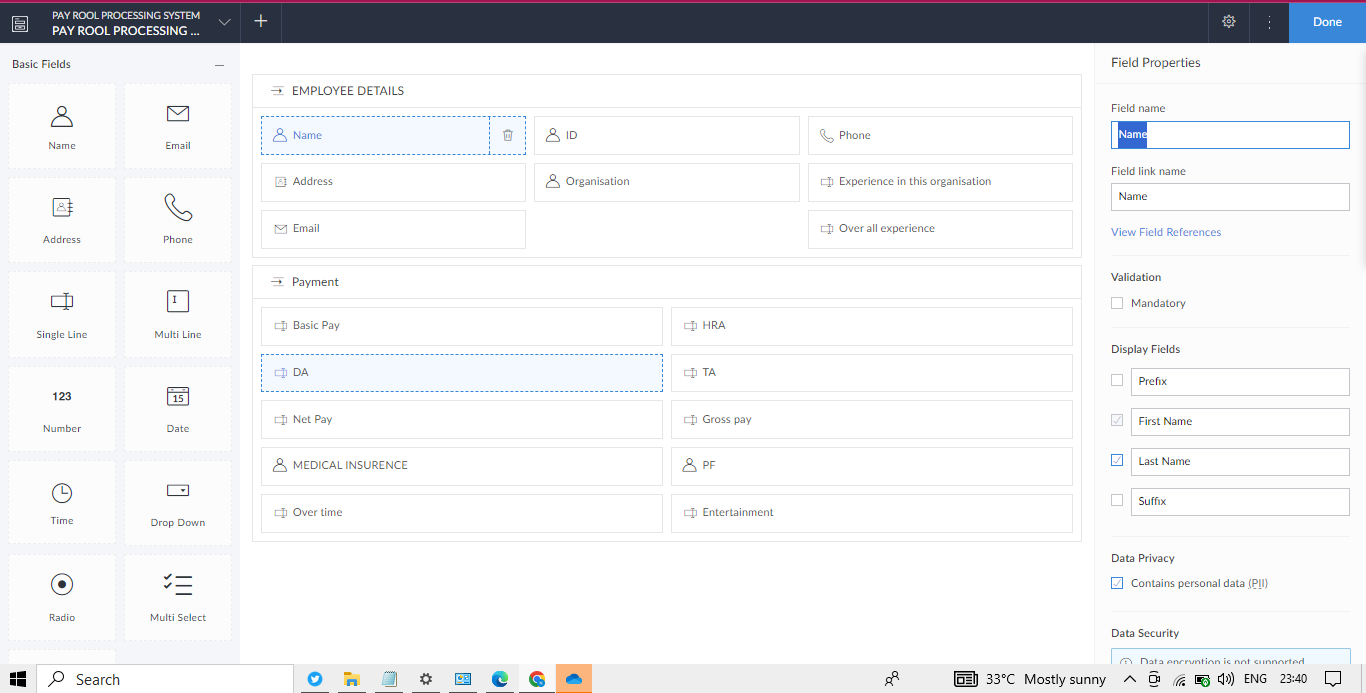 PAY ROOL PROCESSING SYSTEM
PAY ROOL PROCESSING ...
Done
Basic Fields
Name
Email
Address
Phone
Single Line
Multi Line
123
Number
15
Date
Time
Drop Down
Radio
Multi Select
EMPLOYEE DETAILS
Name
ID
Phone
Address
Organisation
Experience in this organisation
Email
Over all experience
Payment
Basic Pay
HRA
DA
TA
Net Pay
Gross pay
MEDICAL INSURENCE
PF
Over time
Entertainment
Field Properties
Field name
Name
Field link name
Name
View Field References
Validation
Mandatory
Display Fields
Prefix
First Name
Last Name
Suffix
Data Privacy
Contains personal data (PII)
Data Security
Data encryption is not supported
Search
33°C Mostly sunny
ENG
23:40